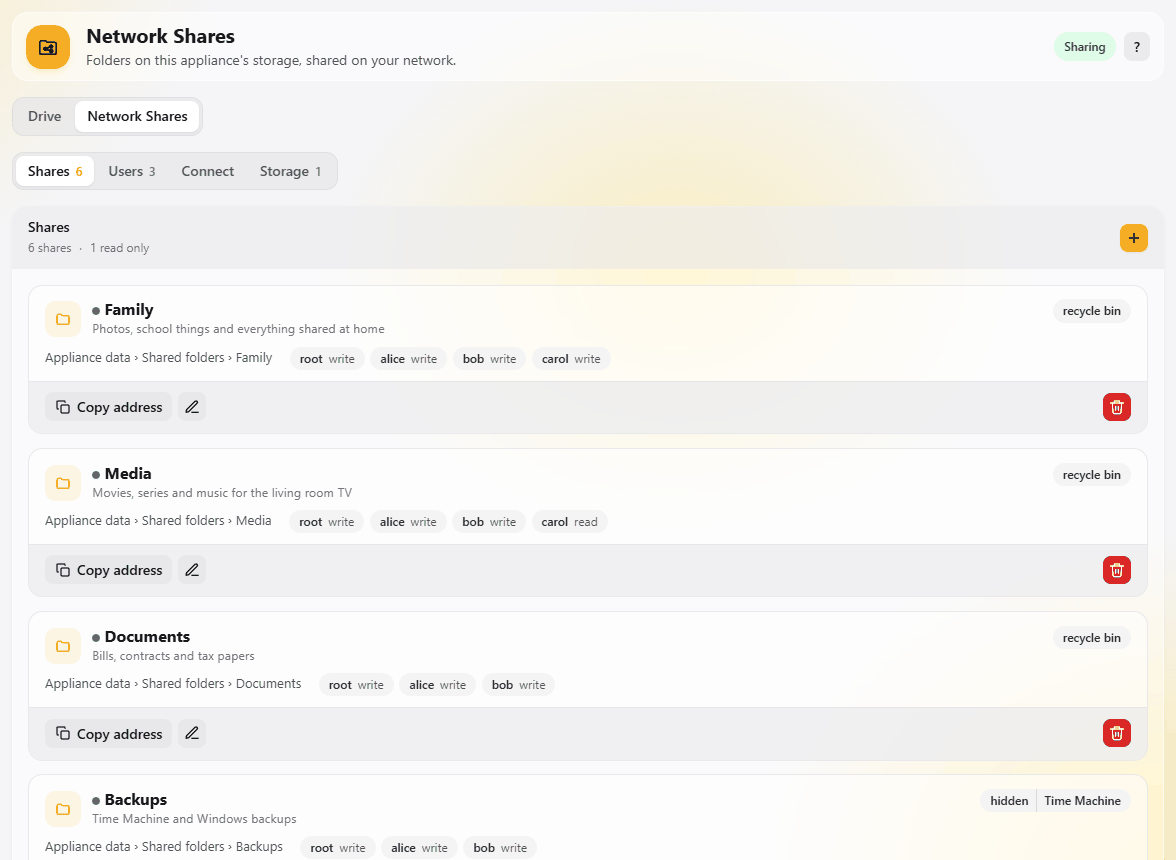 Network Shares
Folders on this appliance's storage, shared on your network.
Sharing
?
Drive
Network Shares
Shares 6
Users 3
Connect
Storage 1
Shares
6 shares · 1 read only
+
Family
recycle bin
Photos, school things and everything shared at home
Appliance data › Shared folders › Family
root write
alice write
bob write
carol write
Copy address
Media
recycle bin
Movies, series and music for the living room TV
Appliance data › Shared folders › Media
root write
alice write
bob write
carol read
Copy address
Documents
recycle bin
Bills, contracts and tax papers
Appliance data › Shared folders › Documents
root write
alice write
bob write
Copy address
Backups
hidden
Time Machine
Time Machine and Windows backups
Appliance data › Shared folders › Backups
root write
alice write
bob write